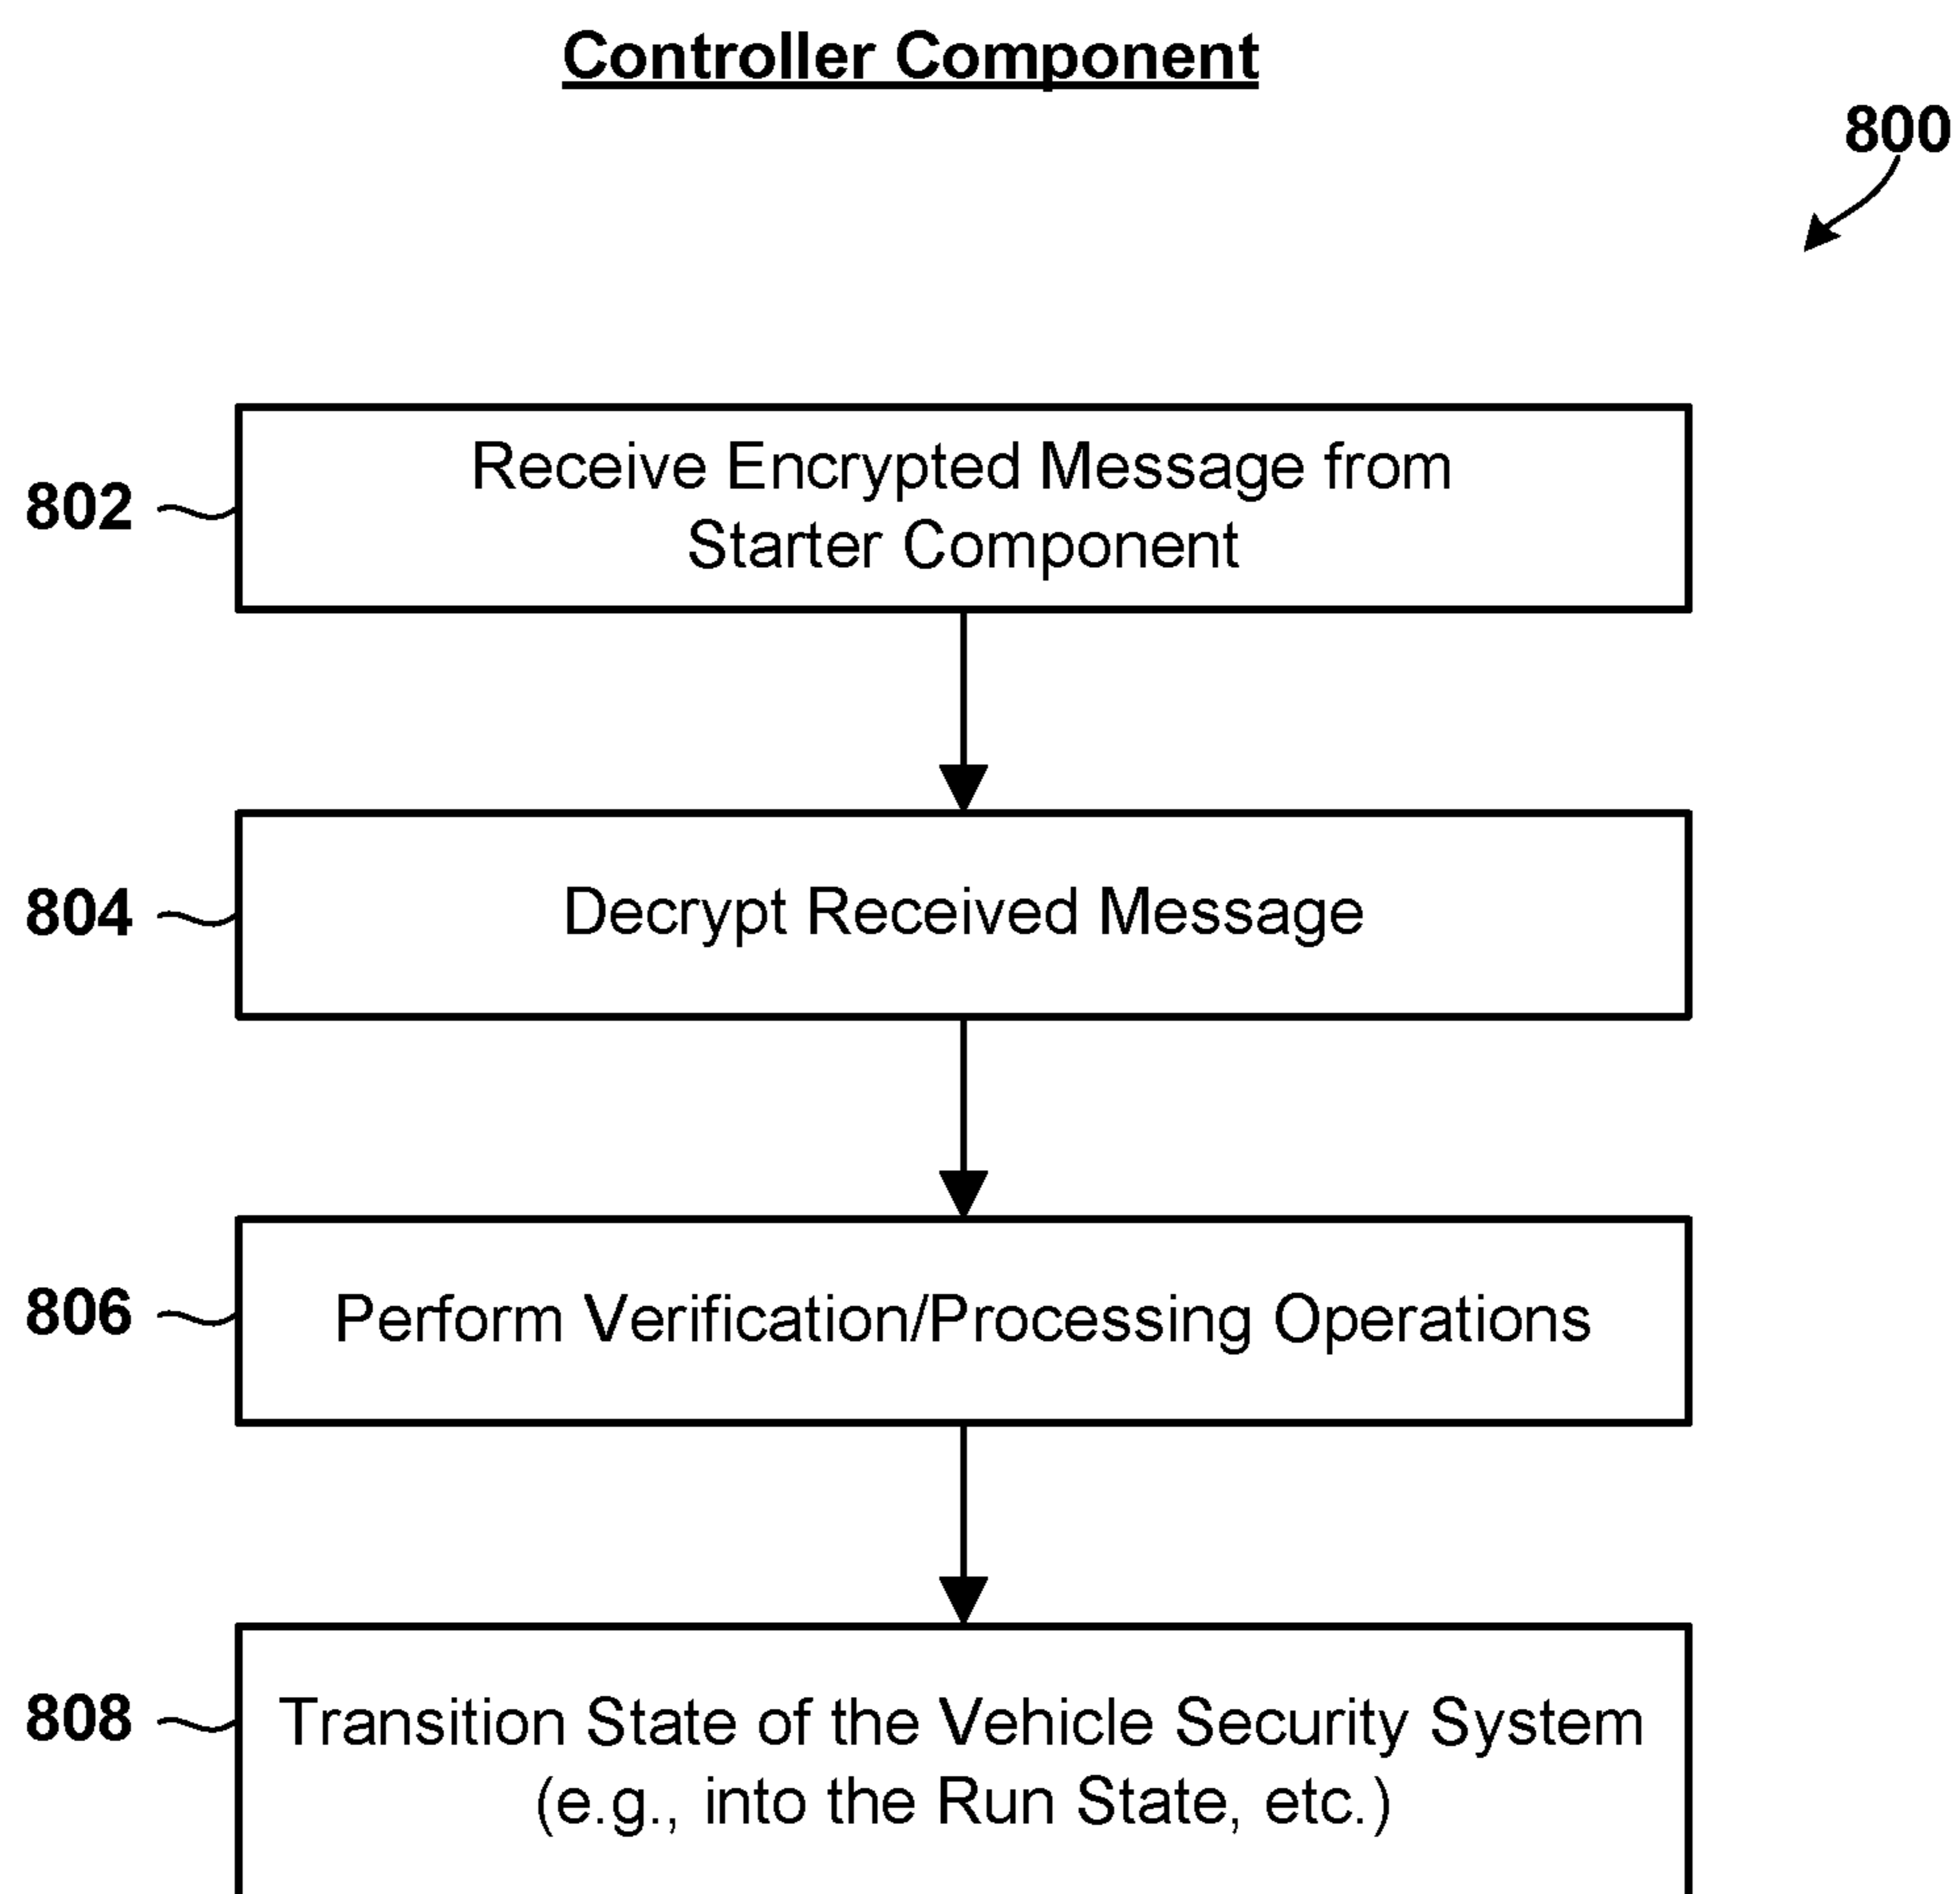 Controller Component
800
802
Receive Encrypted Message from
Starter Component
804
Decrypt Received Message
806
Perform Verification/Processing Operations
808
Transition State of the Vehicle Security System
(e.g., into the Run State, etc.)